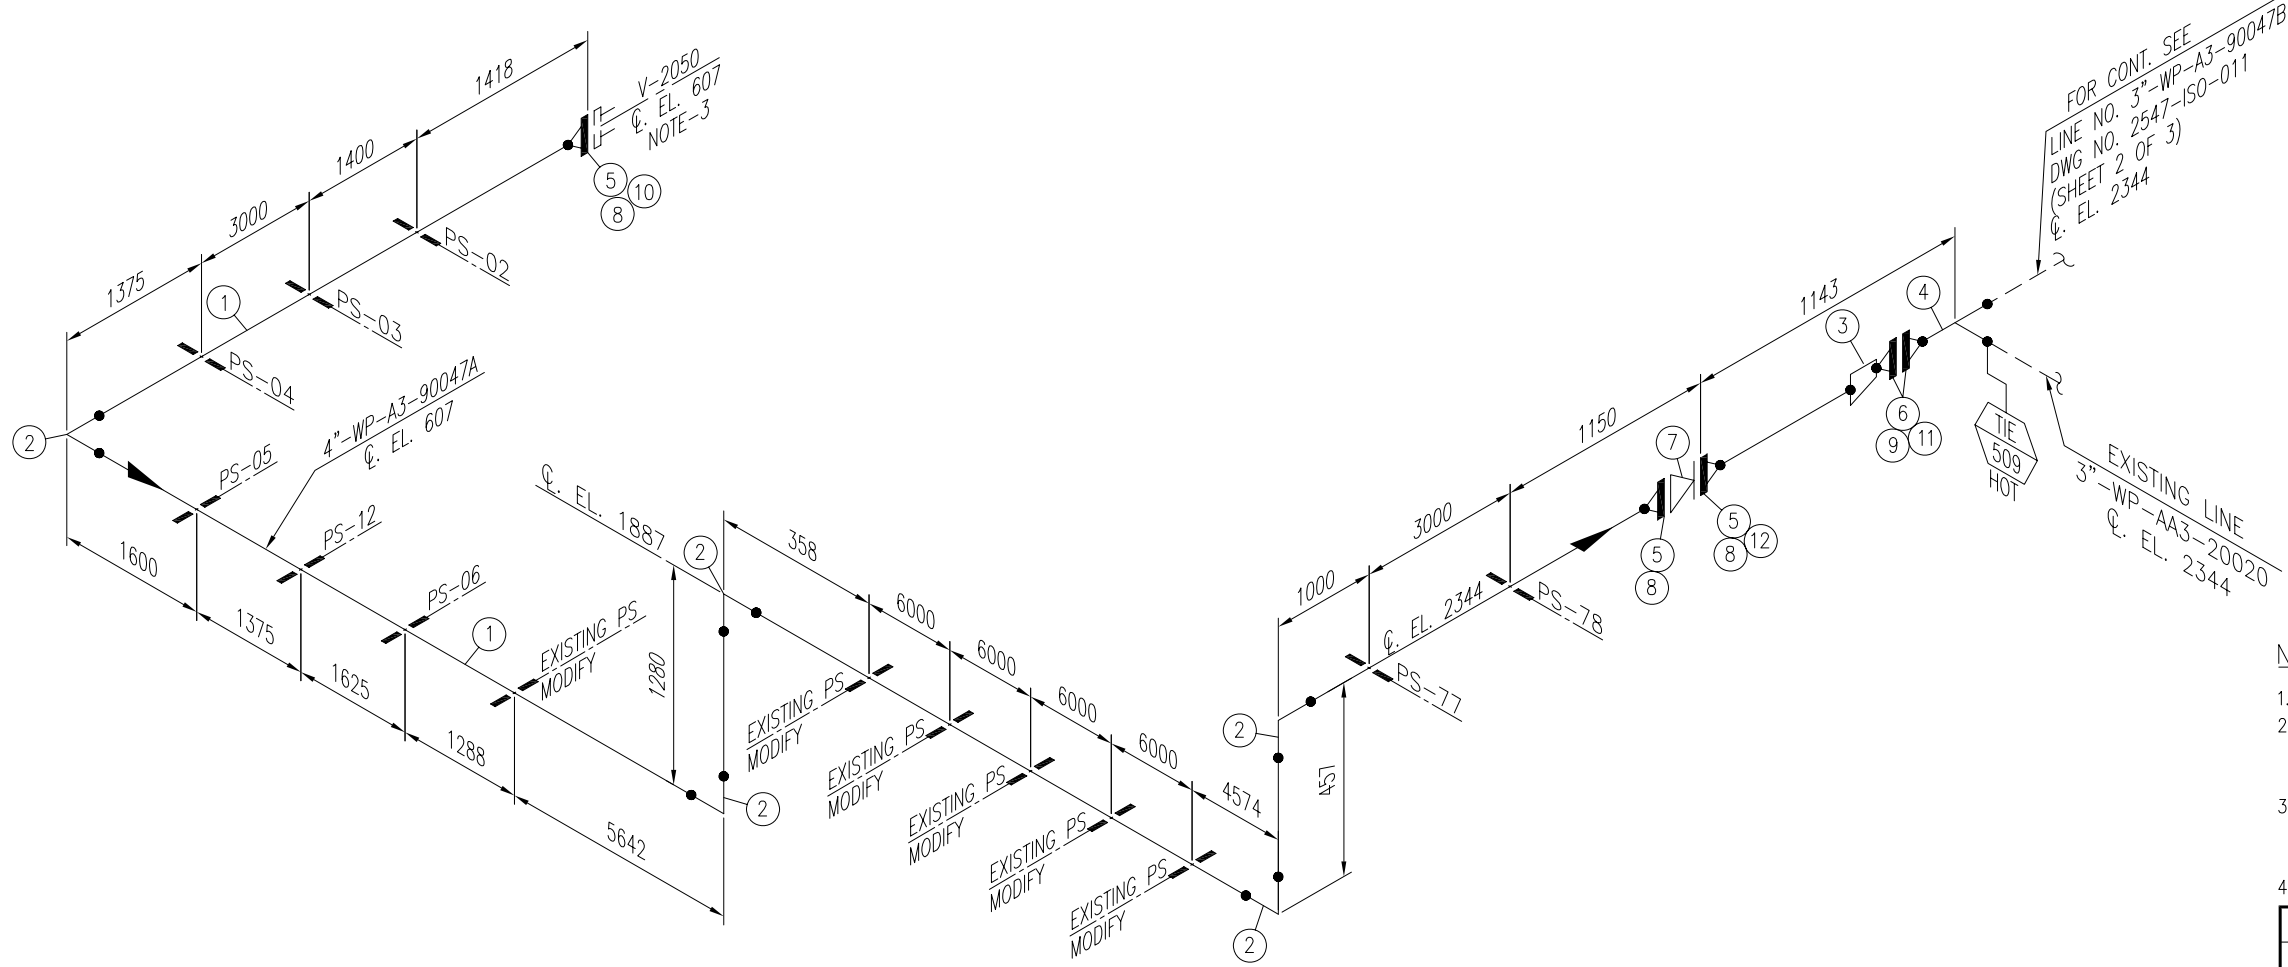 1418
V-2050
℄. EL. 607
NOTE-3
1400
3000
1375
5
10
8
PS-02
1
PS-03
PS-04
2
4"-WP-A3-90047A
℄. EL. 607
PS-05
PS-12
PS-06
1
EXISTING PS
MODIFY
1600
1375
1625
1288
5642
℄. EL. 1887
2
1280
2
358
6000
6000
6000
6000
4574
EXISTING PS
MODIFY
EXISTING PS
MODIFY
EXISTING PS
MODIFY
EXISTING PS
MODIFY
EXISTING PS
MODIFY
2
2
457
1000
3000
1150
1143
℄. EL. 2344
PS-77
PS-78
7
5
8
5
12
8
3
4
6
9
11
FOR CONT. SEE
LINE NO. 3"-WP-A3-90047B
DWG NO. 2547-ISO-011
(SHEET 2 OF 3)
℄. EL. 2344
TIE
509
HOT
EXISTING LINE
3"-WP-AA3-20020
℄. EL. 2344
N
1.
2
3
4